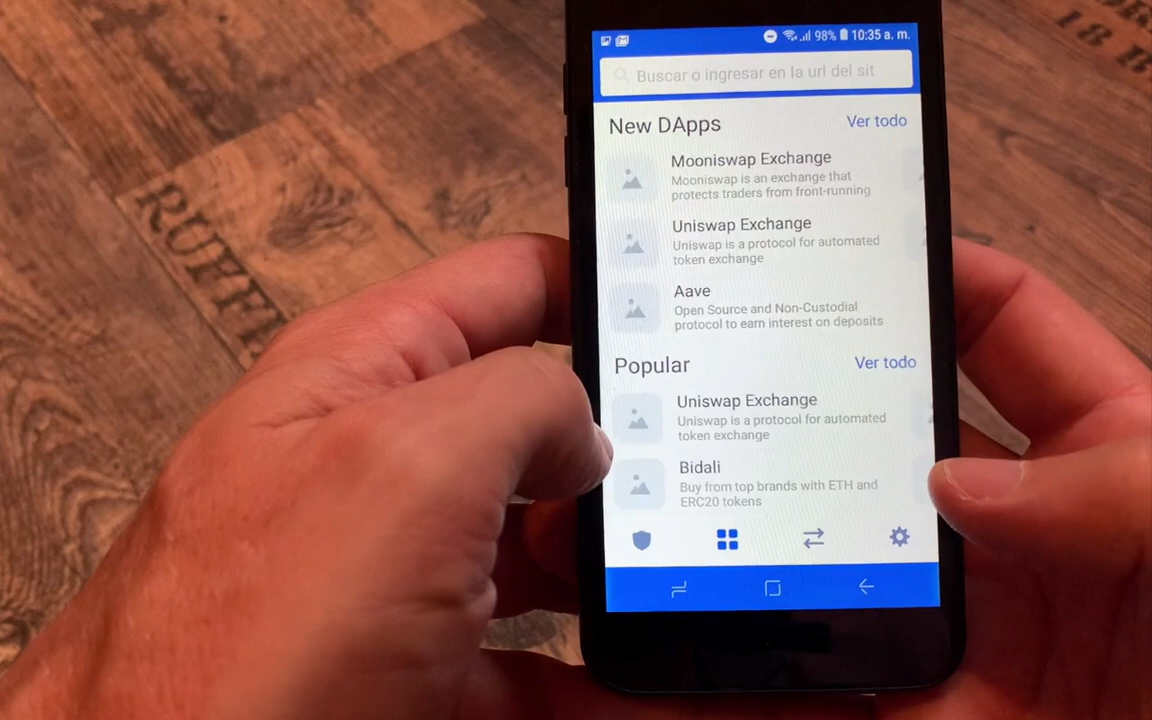 98% 10:35 a. m.
Buscar o ingresar en la url del sit
New DApps Ver todo
Mooniswap Exchange
Mooniswap is an exchange that
protects traders from front-running
Uniswap Exchange
Uniswap is a protocol for automated
token exchange
Aave
Open Source and Non-Custodial
protocol to earn interest on deposits
Popular Ver todo
Uniswap Exchange
Uniswap is a protocol for automated
token exchange
Bidali
Buy from top brands with ETH and
ERC20 tokens
18 B